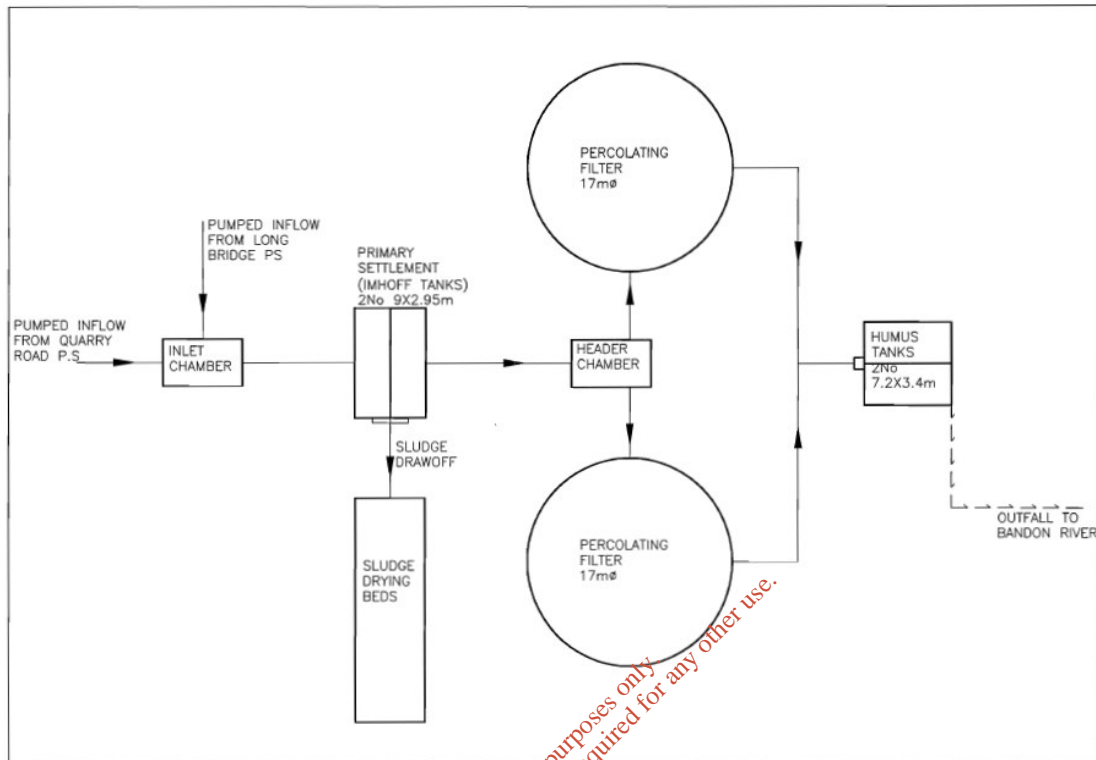 PERCOLATING
FILTER
17mø
PUMPED INFLOW
FROM LONG
BRIDGE PS
PRIMARY
SETTLEMENT
(IMHOFF TANKS)
2No 9X2.95m
PUMPED INFLOW
FROM QUARRY
ROAD P.S
INLET
CHAMBER
HEADER
CHAMBER
HUMUS
TANKS
2No
7.2X3.4m
SLUDGE
DRAWOFF
OUTFALL TO
BANDON RIVER
PERCOLATING
FILTER
17mø
SLUDGE
DRYING
BEDS
purposes only.
quired for any other use.